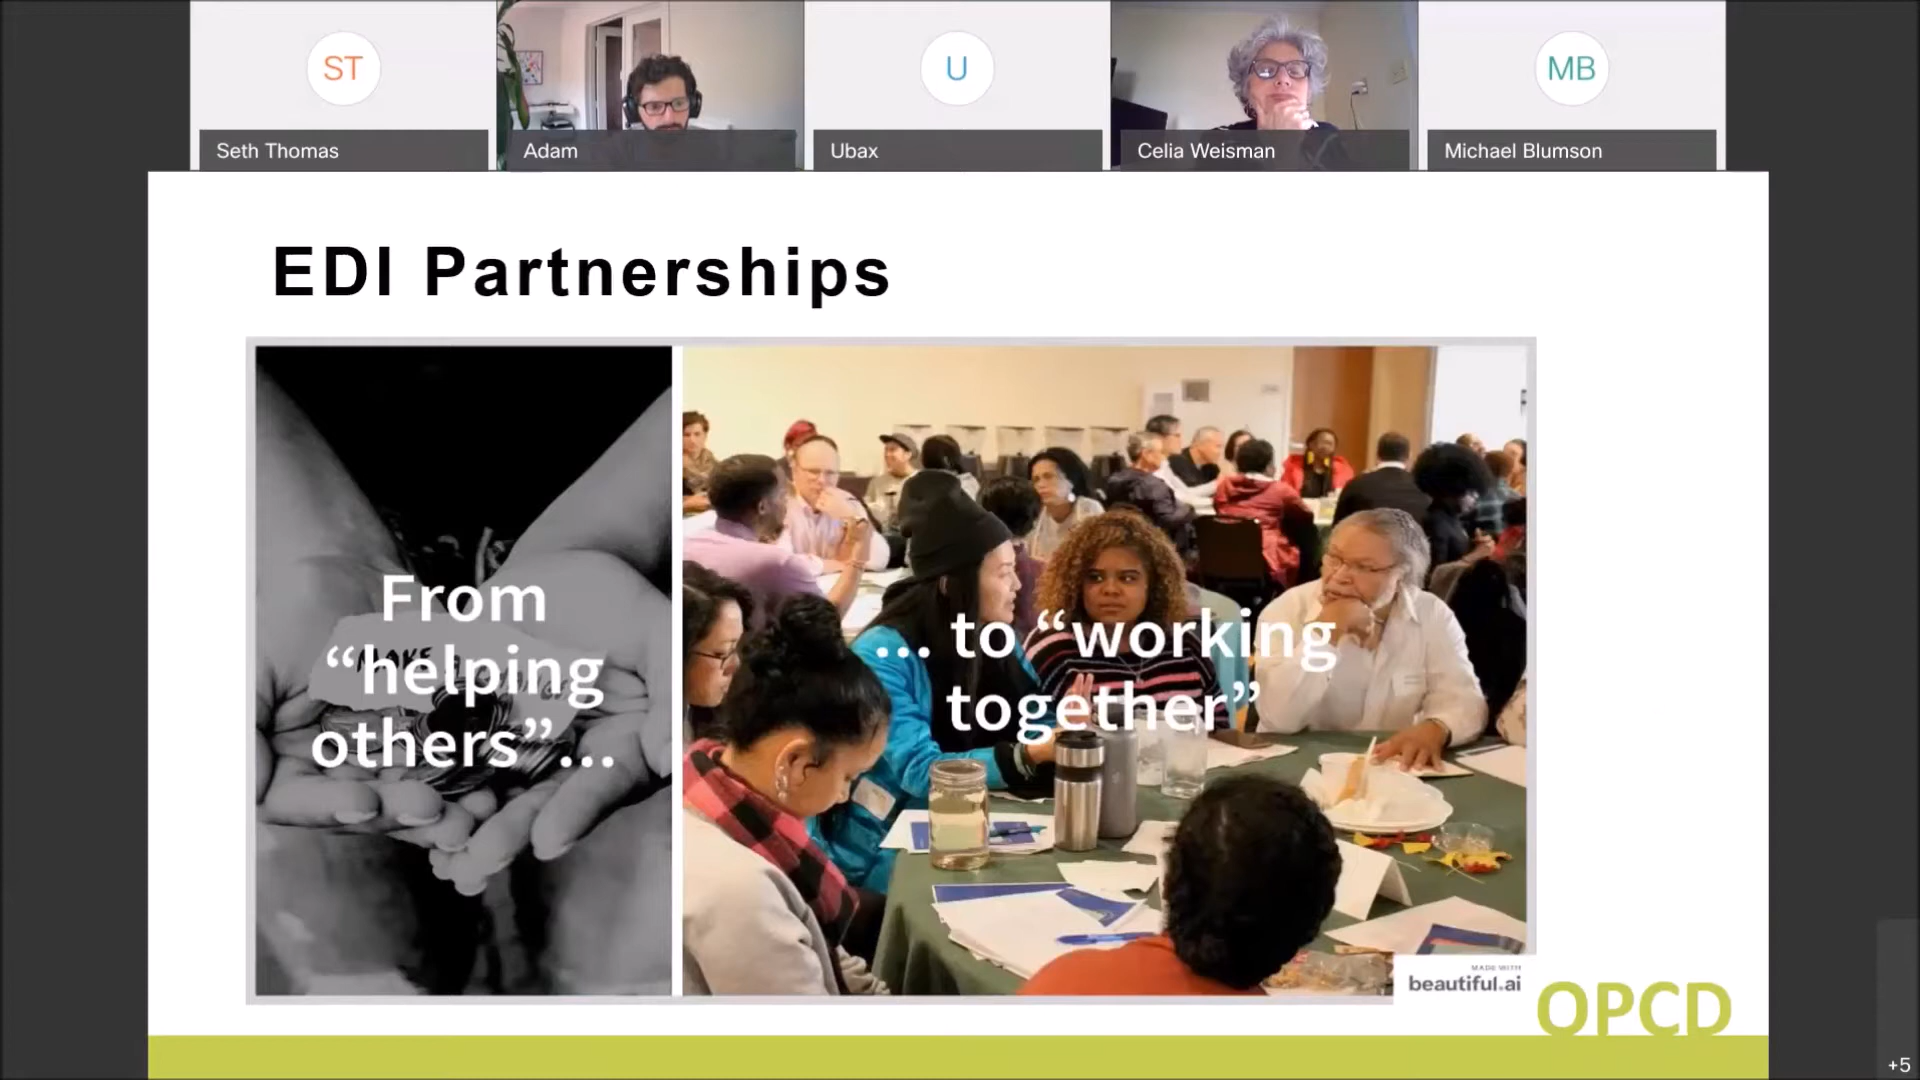 ST
U
MB
Seth Thomas
Adam
Ubax
Celia Weisman
Michael Blumson
EDI Partnerships
From
“helping
others”...
MAKE
... to “working
together”
MADE WITH
beautiful.ai
OPCD
+5